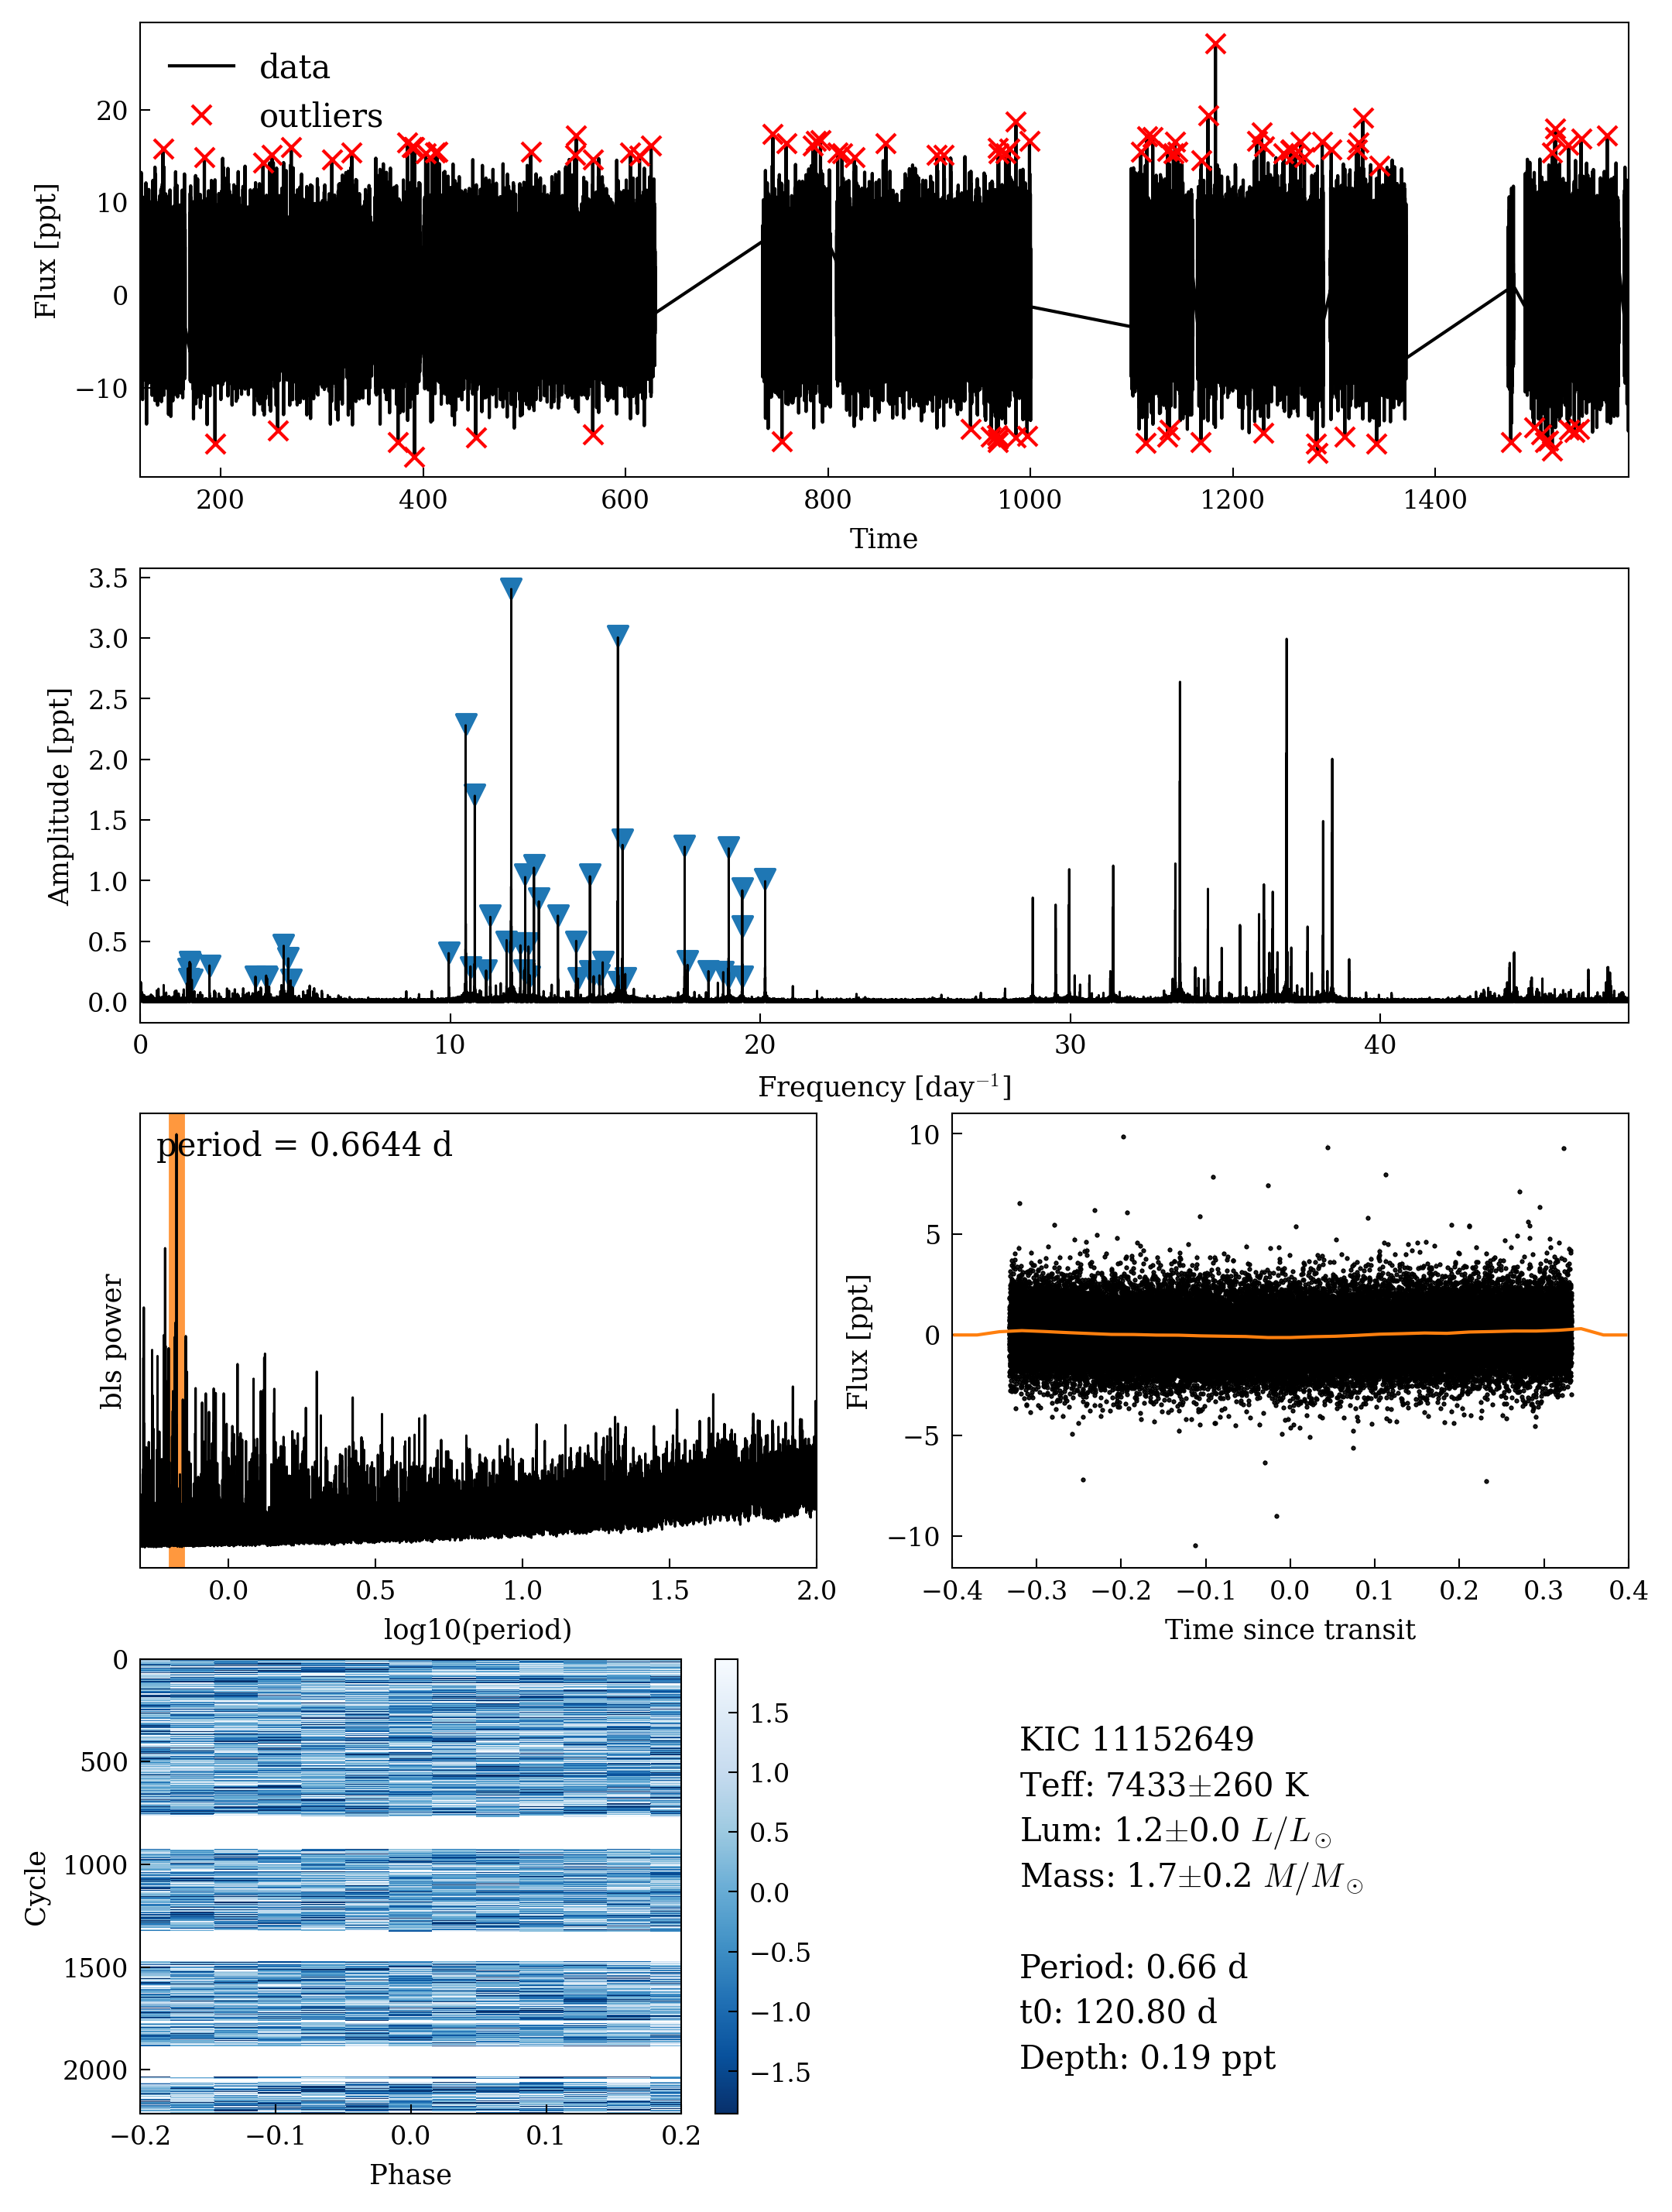 data
outliers
20
10
0
−10
Flux [ppt]
200 400 600 800 1000 1200 1400
Time
3.5
3.0
2.5
2.0
1.5
1.0
0.5
0.0
Amplitude [ppt]
0 10 20 30 40
Frequency [day⁻¹]
period = 0.6644 d
bls power
0.0 0.5 1.0 1.5 2.0
log10(period)
10
5
0
−5
−10
Flux [ppt]
−0.4 −0.3 −0.2 −0.1 0.0 0.1 0.2 0.3 0.4
Time since transit
0
500
1000
1500
2000
Cycle
−0.2 −0.1 0.0 0.1 0.2
Phase
1.5
1.0
0.5
0.0
−0.5
−1.0
−1.5
KIC 11152649
Teff: 7433±260 K
Lum: 1.2±0.0 L/L☉
Mass: 1.7±0.2 M/M☉
Period: 0.66 d
t0: 120.80 d
Depth: 0.19 ppt